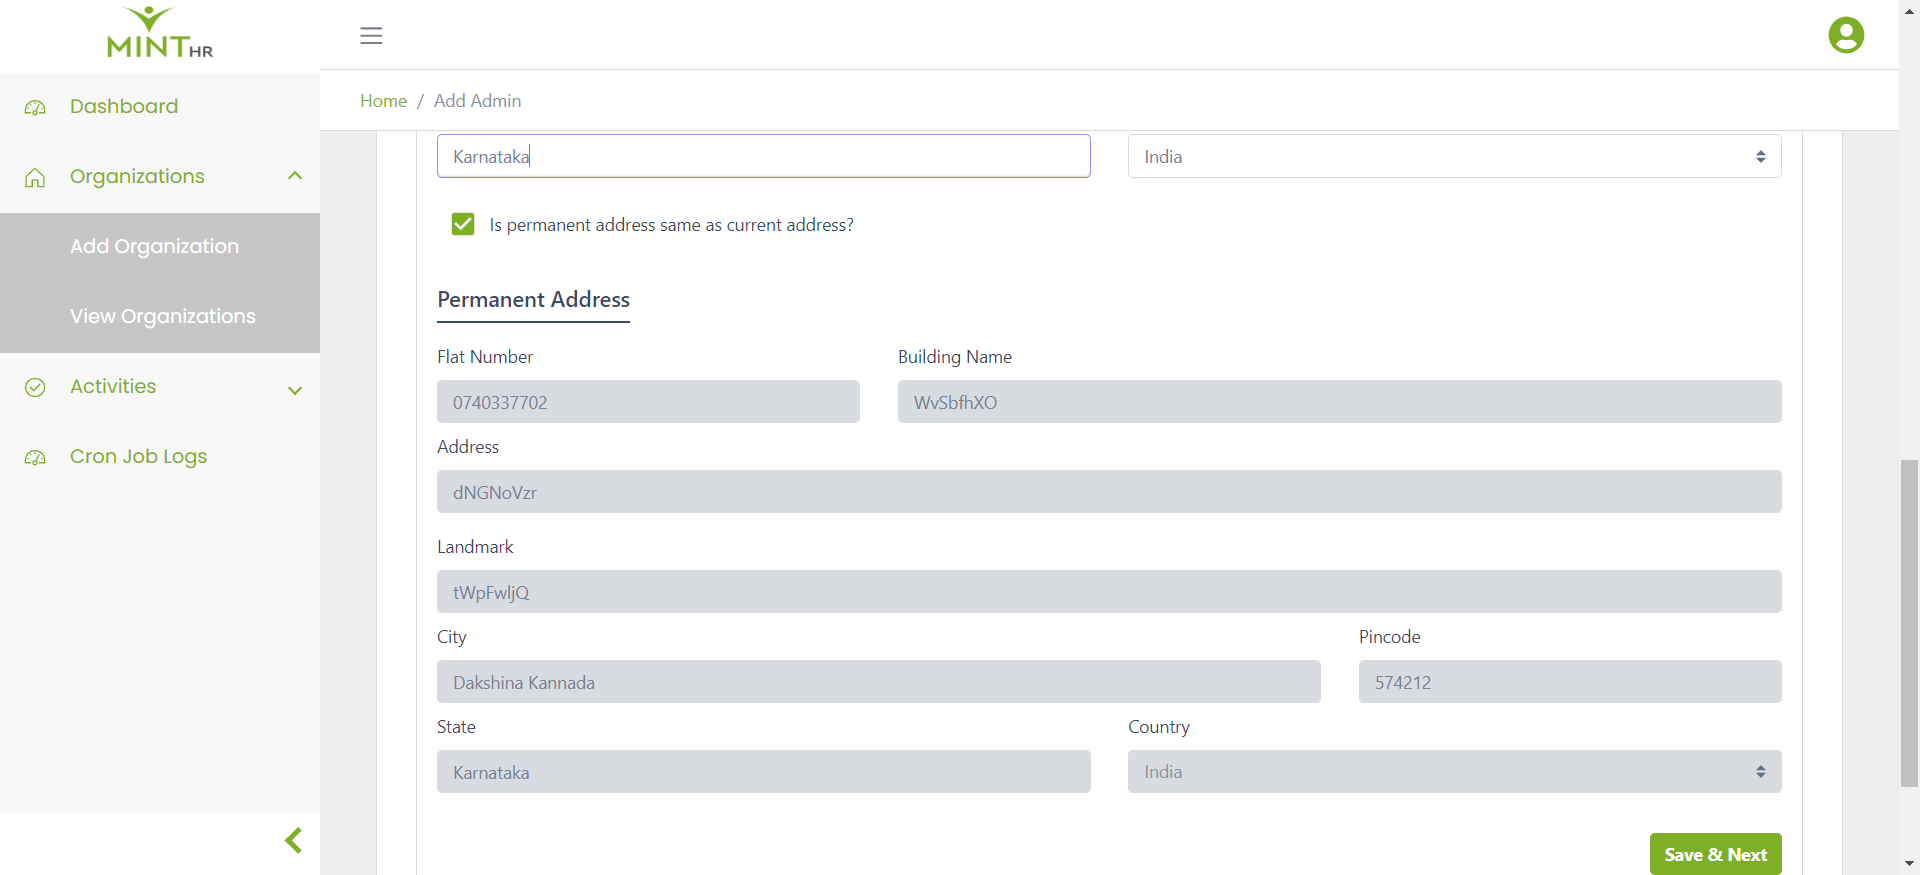 MINT HR
Home / Add Admin
Dashboard
Organizations
Add Organization
View Organizations
Activities
Cron Job Logs
Karnataka
India
Is permanent address same as current address?
Permanent Address
Flat Number
Building Name
0740337702
WvSbfhXO
Address
dNGNoVzr
Landmark
tWpFwljQ
City
Pincode
Dakshina Kannada
574212
State
Country
Karnataka
India
Save & Next